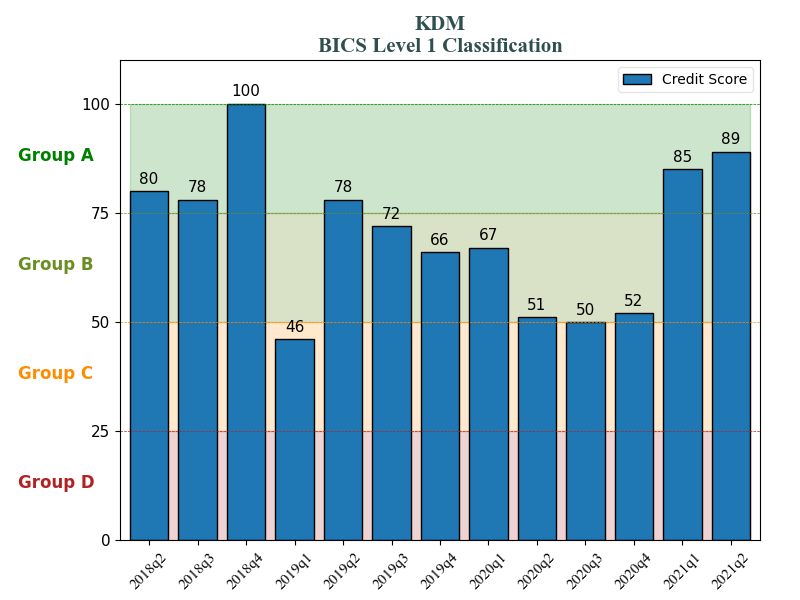 KDM
BICS Level 1 Classification
Credit Score
100
75
50
25
0
Group A
Group B
Group C
Group D
80
78
100
46
78
72
66
67
51
50
52
85
89
2018q2
2018q3
2018q4
2019q1
2019q2
2019q3
2019q4
2020q1
2020q2
2020q3
2020q4
2021q1
2021q2